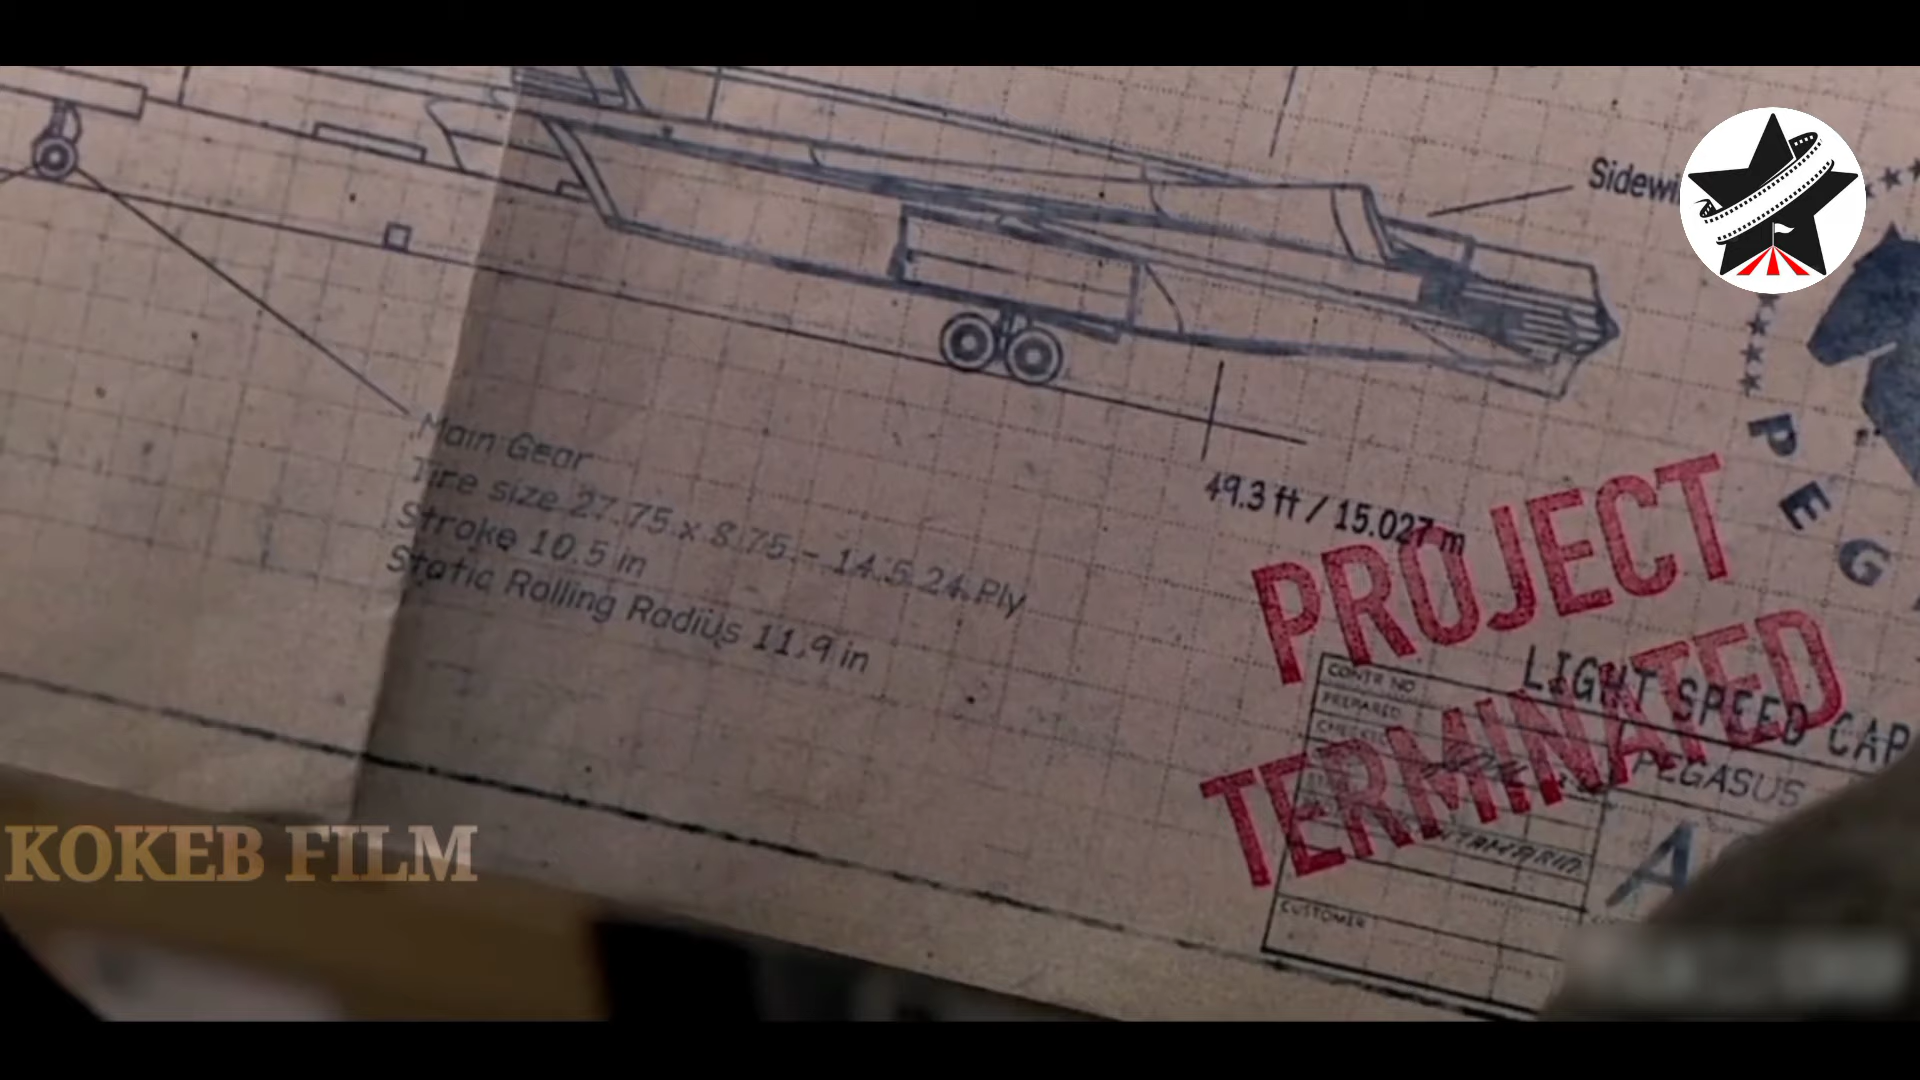 Sidewi
PEG
Main Gear
Tire size 27.75 x 8.75 - 14.5 24 Ply
Stroke 10.5 in
Static Rolling Radius 11.9 in
49.3 ft / 15.027 m
PROJECT
TERMINATED
LIGHT SPEED CAP
PEGASUS
CONTR NO
PREPARED
CHECKED
A
CUSTOMER
KOKEB FILM